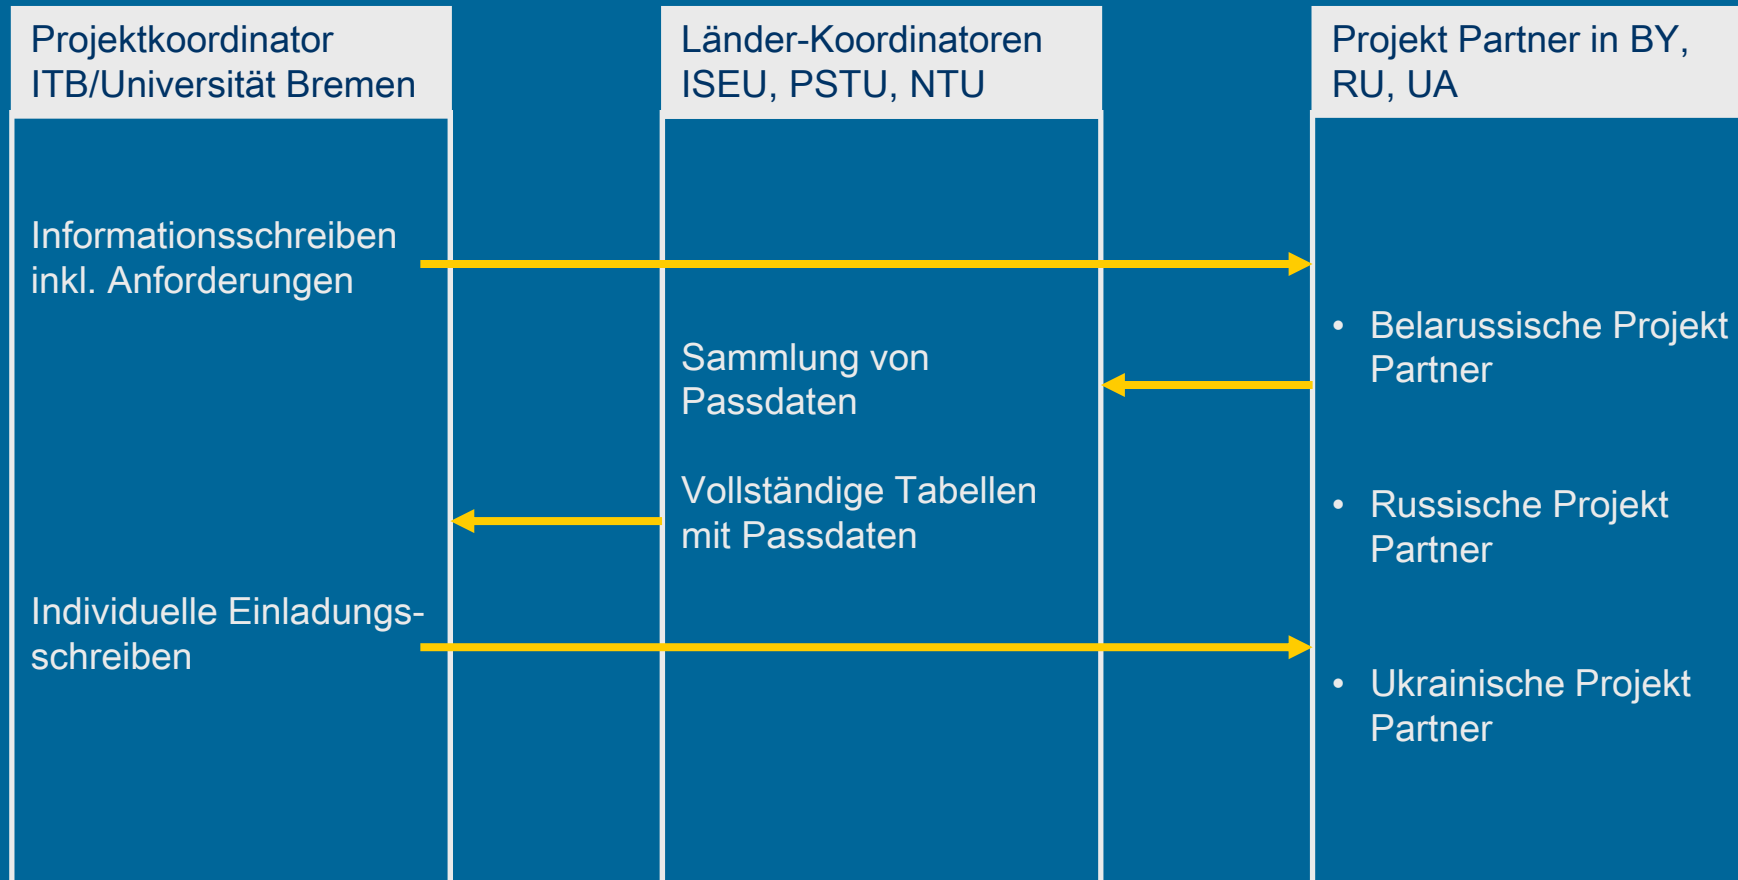 Projektkoordinator
ITB/Universität Bremen
Informationsschreiben
inkl. Anforderungen
Individuelle Einladungs-
schreiben
Länder-Koordinatoren
ISEU, PSTU, NTU
Sammlung von
Passdaten
Vollständige Tabellen
mit Passdaten
Projekt Partner in BY,
RU, UA
• Belarussische Projekt
Partner
• Russische Projekt
Partner
• Ukrainische Projekt
Partner